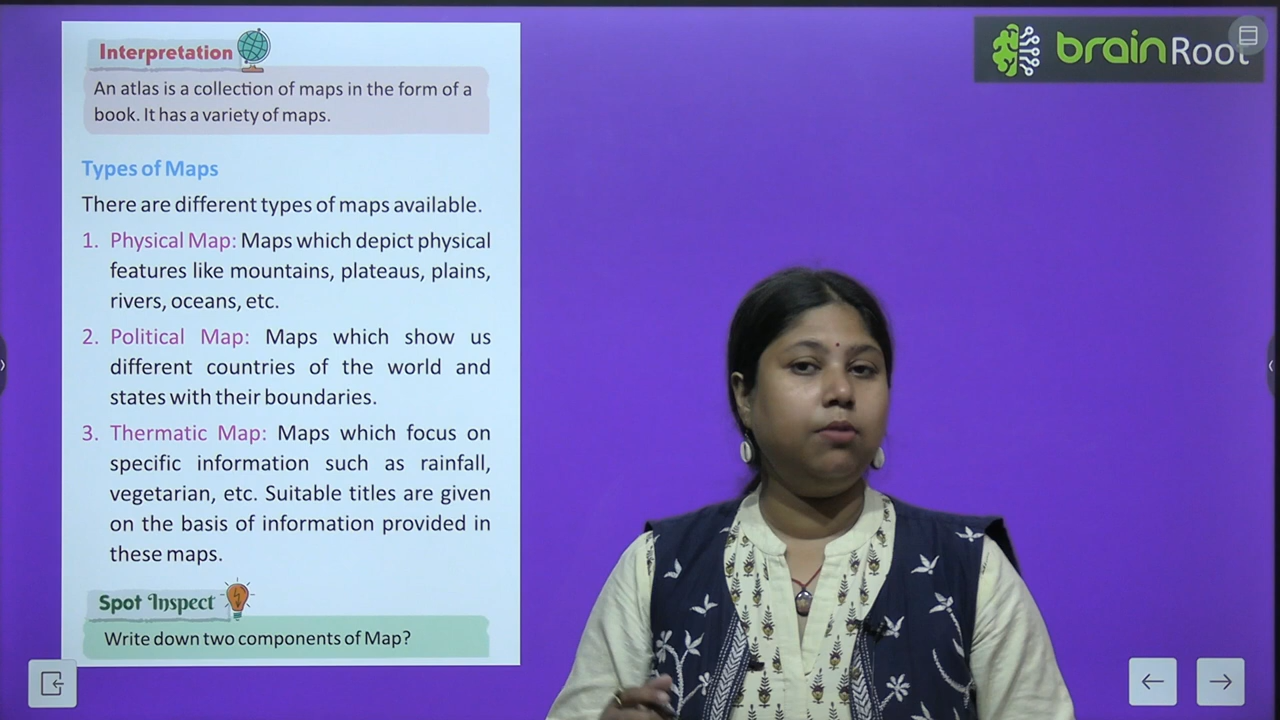 Interpretation
An atlas is a collection of maps in the form of a
book. It has a variety of maps.
Types of Maps
There are different types of maps available.
1. Physical Map: Maps which depict physical
features like mountains, plateaus, plains,
rivers, oceans, etc.
2. Political Map: Maps which show us
different countries of the world and
states with their boundaries.
3. Thermatic Map: Maps which focus on
specific information such as rainfall,
vegetarian, etc. Suitable titles are given
on the basis of information provided in
these maps.
Spot Inspect
Write down two components of Map?
brainRoot